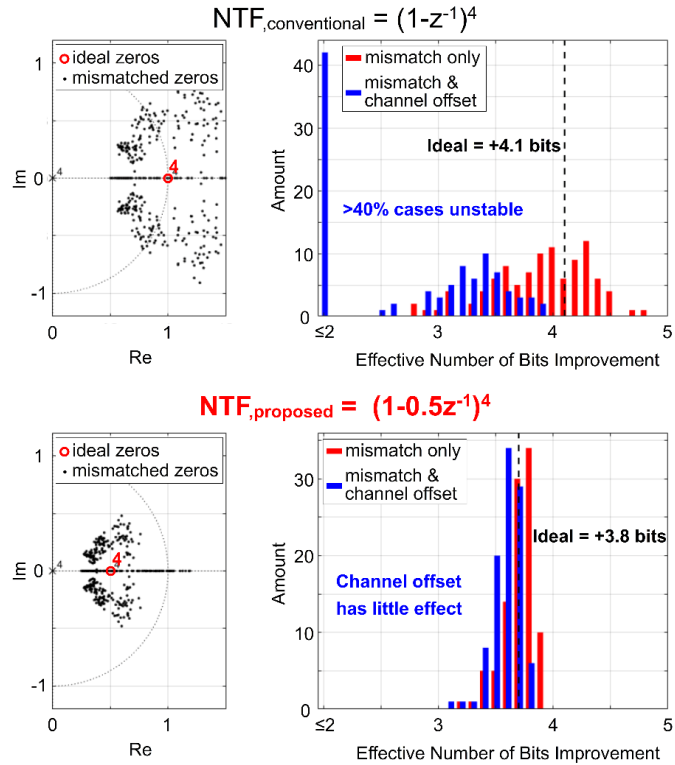 NTF,conventional = (1-z⁻¹)⁴
1
0
-1
Im
ideal zeros
mismatched zeros
4
4
0
1
Re
40
30
20
10
0
Amount
mismatch only
mismatch &
channel offset
Ideal = +4.1 bits
>40% cases unstable
≤2
3
4
5
Effective Number of Bits Improvement
NTF,proposed = (1-0.5z⁻¹)⁴
1
0
-1
Im
ideal zeros
mismatched zeros
4
4
0
1
Re
30
20
10
0
Amount
mismatch only
mismatch &
channel offset
Ideal = +3.8 bits
Channel offset
has little effect
≤2
3
4
5
Effective Number of Bits Improvement